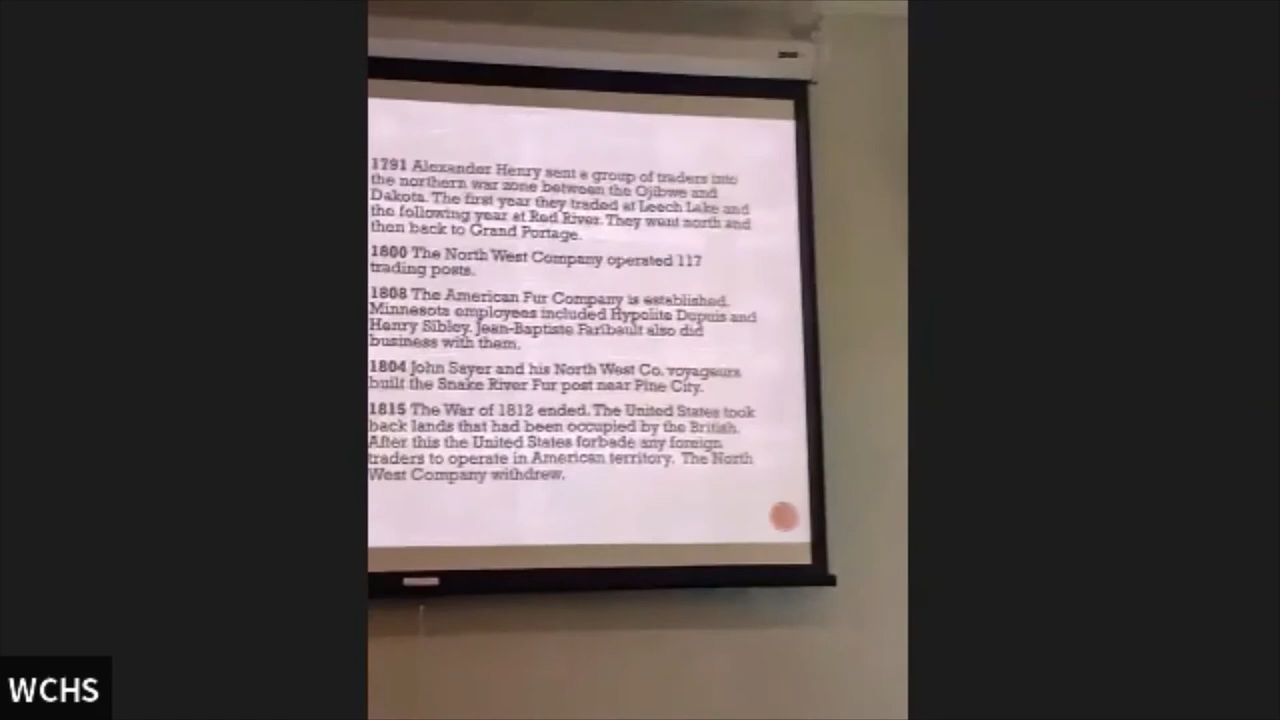 1791 Alexander Henry sent a group of traders into
the northern war zone between the Ojibwe and
Dakota. The first year they traded at Leech Lake and
the following year at Red River. They went north and
then back to Grand Portage.
1800 The North West Company operated 117
trading posts.
1808 The American Fur Company is established.
Minnesota employees included Hypolite Dupuis and
Henry Sibley. Jean-Baptiste Faribault also did
business with them.
1804 John Sayer and his North West Co. voyageurs
built the Snake River Fur post near Pine City.
1815 The War of 1812 ended. The United States took
back lands that had been occupied by the British.
After this the United States forbade any foreign
traders to operate in American territory. The North
West Company withdrew.
WCHS